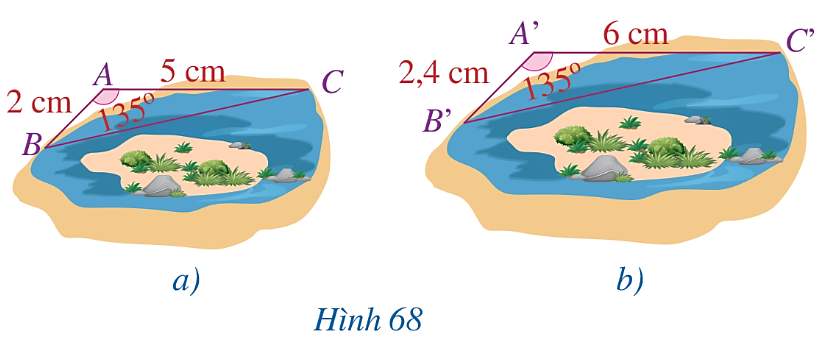 A
5 cm
C
2 cm
135°
B
a)
A’
6 cm
C’
2,4 cm
135°
B’
b)
Hình 68